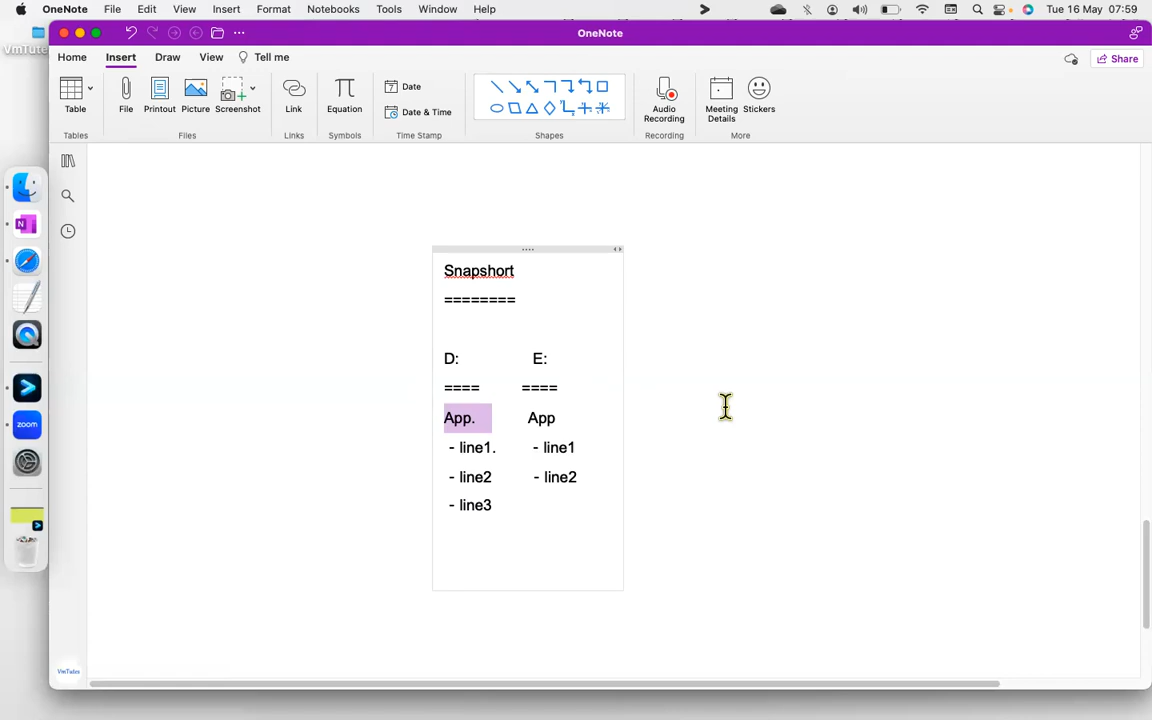 OneNote File Edit View Insert Format Notebooks Tools Window Help Tue 16 May 07:59
OneNote
Home Insert Draw View Tell me Share
Table File Printout Picture Screenshot Link Equation Date Date & Time Audio Recording Meeting Details Stickers
Tables Files Links Symbols Time Stamp Shapes Recording More
Snapshort
========
D: E:
==== ====
App. App
- line1. - line1
- line2 - line2
- line3
zoom
VmTutes